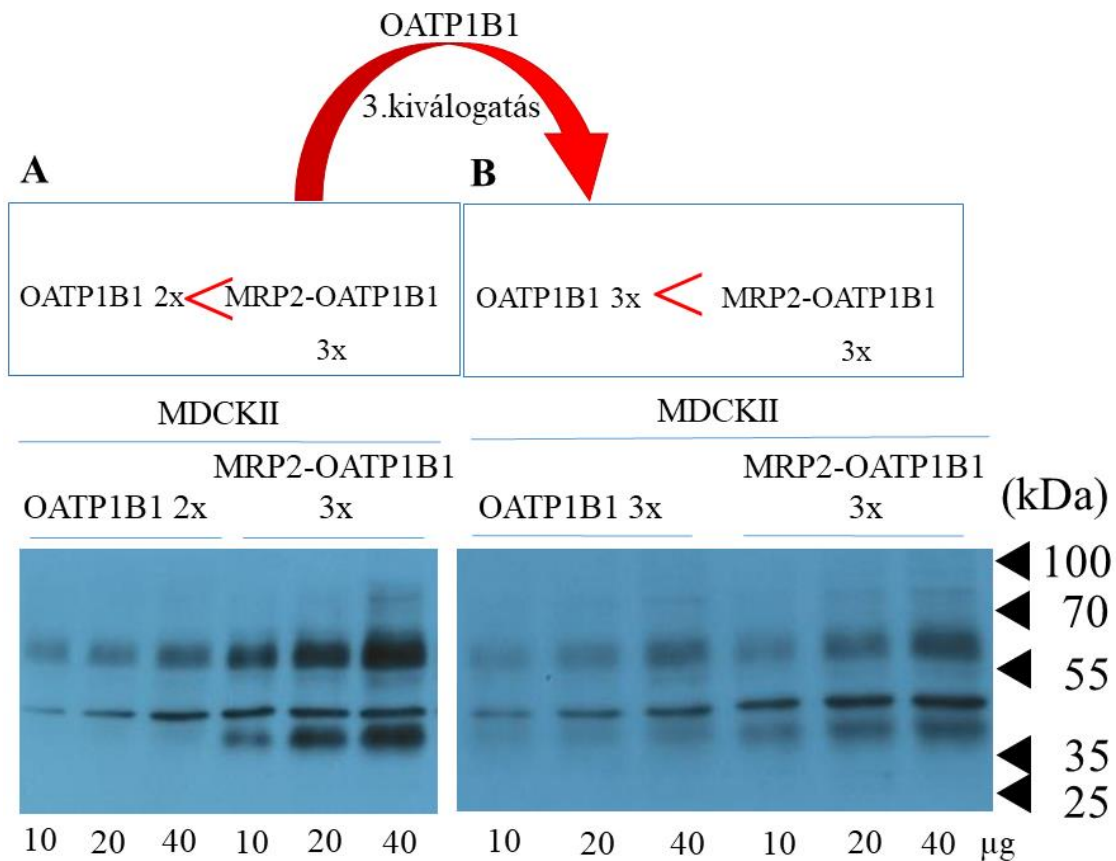 OATP1B1
3.kiválogatás
A
B
OATP1B1 2x < MRP2-OATP1B1
3x
OATP1B1 3x < MRP2-OATP1B1
3x
MDCKII
MDCKII
OATP1B1 2x
MRP2-OATP1B1
3x
OATP1B1 3x
MRP2-OATP1B1
3x
(kDa)
100
70
55
35
25
10 20 40 10 20 40
10 20 40 10 20 40 µg